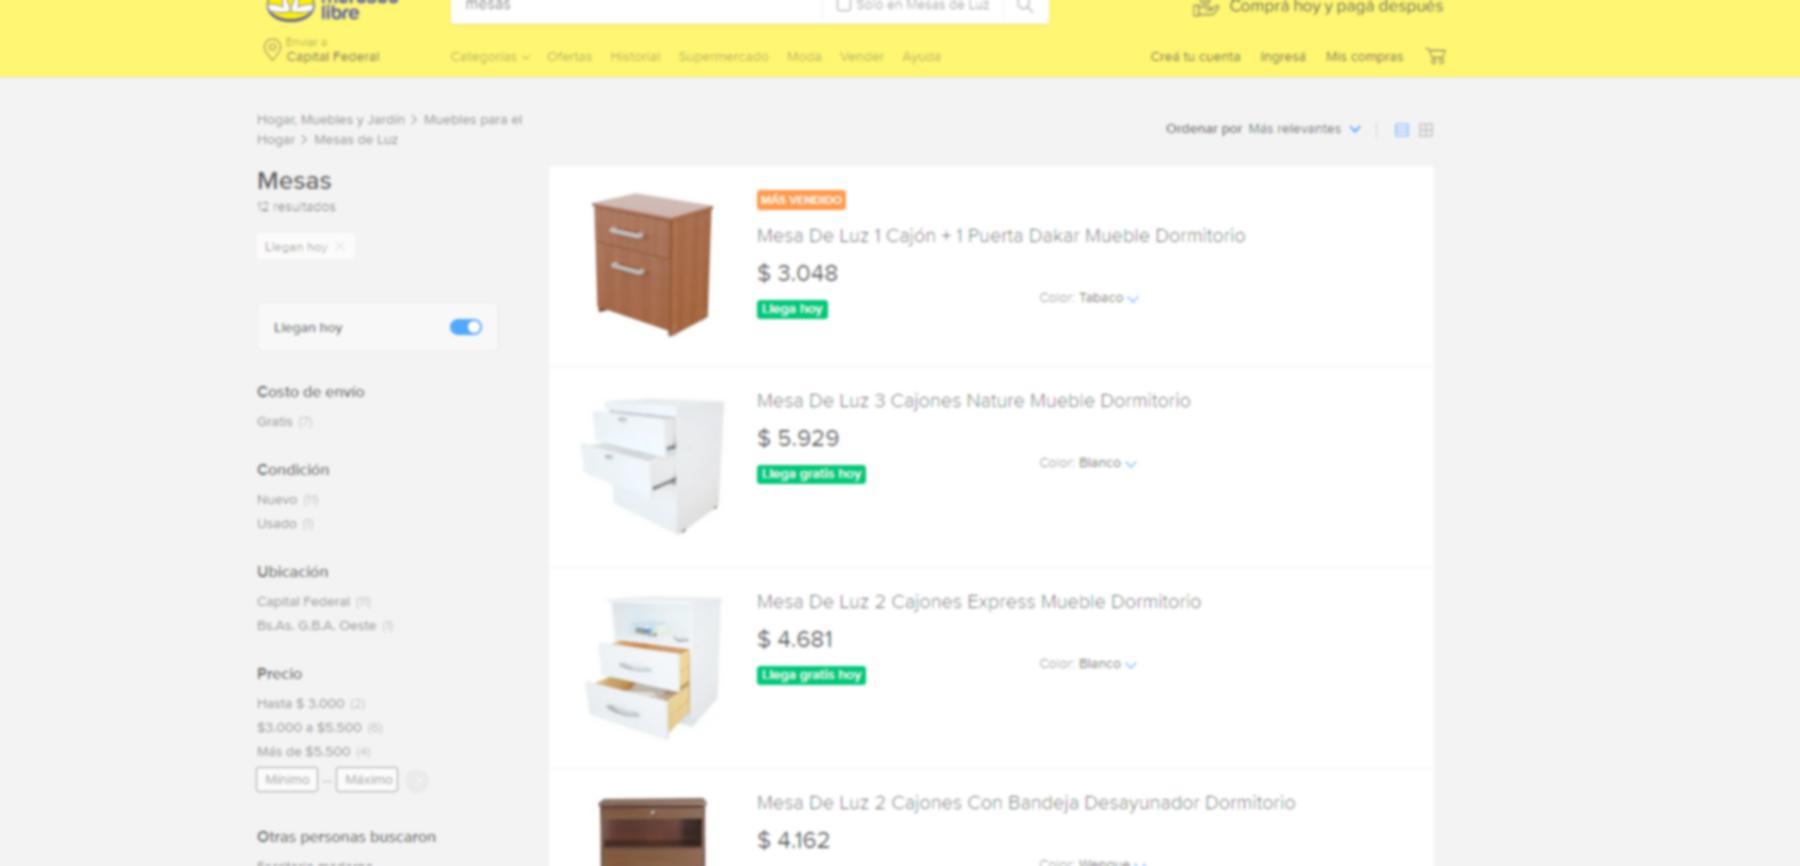 libre
mesas
Solo en Mesas de Luz
Comprá hoy y pagá después
Enviar a
Capital Federal
Categorías Ofertas Historial Supermercado Moda Vender Ayuda
Creá tu cuenta Ingresá Mis compras
Hogar, Muebles y Jardín > Muebles para el
Hogar > Mesas de Luz
Ordenar por Más relevantes
Mesas
12 resultados
Llegan hoy ×
Llegan hoy
Costo de envío
Gratis (7)
Condición
Nuevo (11)
Usado (1)
Ubicación
Capital Federal (11)
Bs.As. G.B.A. Oeste (1)
Precio
Hasta $ 3.000 (2)
$3.000 a $5.500 (6)
Más de $5.500 (4)
Mínimo – Máximo
Otras personas buscaron
MÁS VENDIDO
Mesa De Luz 1 Cajón + 1 Puerta Dakar Mueble Dormitorio
$ 3.048
Color: Tabaco
Llega hoy
Mesa De Luz 3 Cajones Nature Mueble Dormitorio
$ 5.929
Color: Blanco
Llega gratis hoy
Mesa De Luz 2 Cajones Express Mueble Dormitorio
$ 4.681
Color: Blanco
Llega gratis hoy
Mesa De Luz 2 Cajones Con Bandeja Desayunador Dormitorio
$ 4.162
Color: Wengue